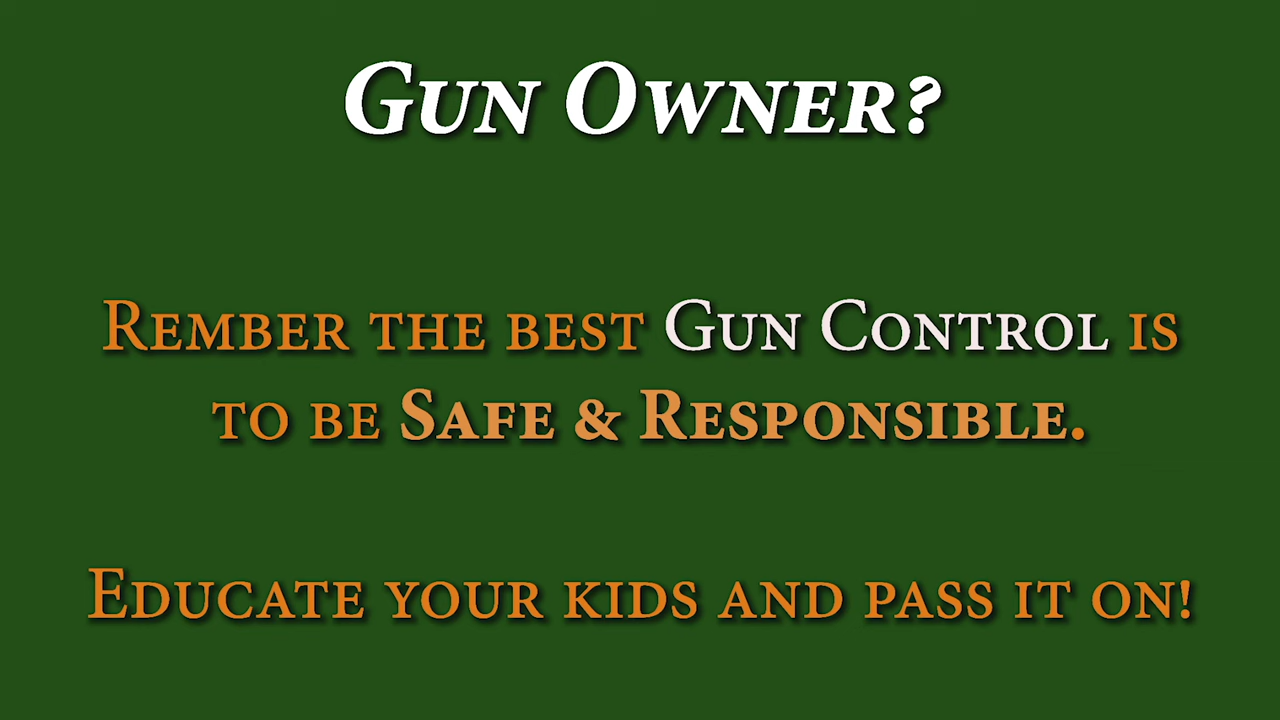 Gun Owner?
Rember the best Gun Control is
to be Safe & Responsible.
Educate your kids and pass it on!